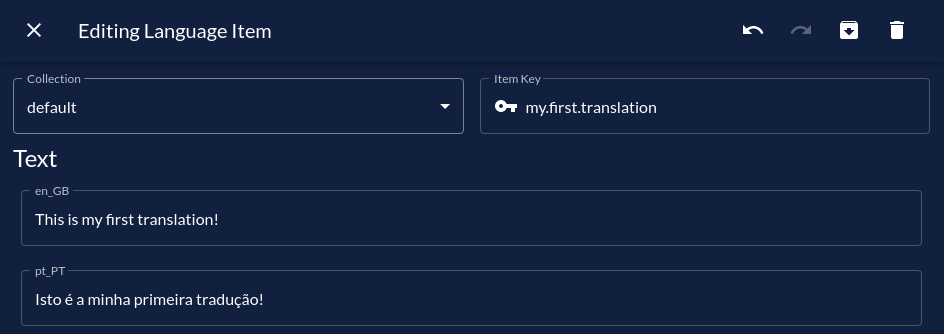 Editing Language Item
Collection
default
Item Key
my.first.translation
Text
en_GB
This is my first translation!
pt_PT
Isto é a minha primeira tradução!